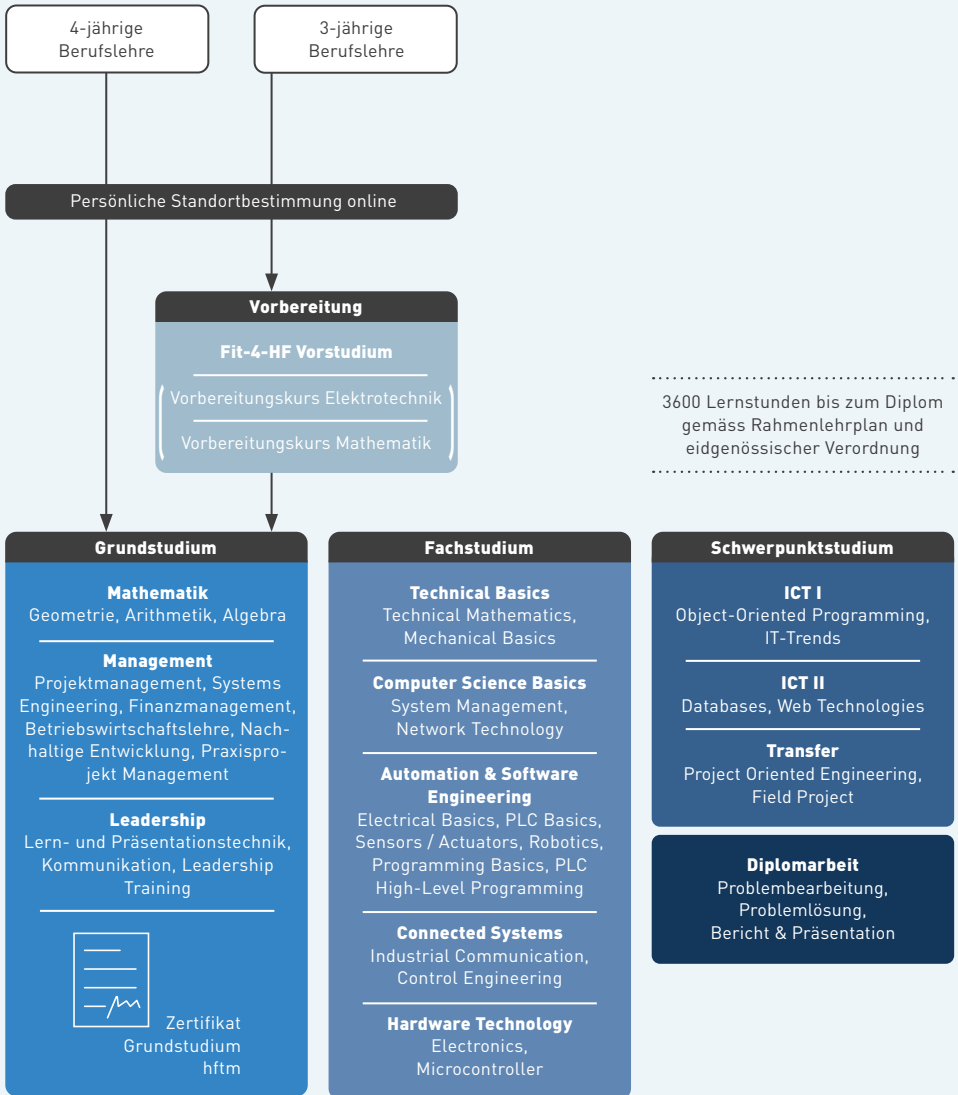 4-jährige
Berufslehre
3-jährige
Berufslehre
Persönliche Standortbestimmung online
Vorbereitung
Fit-4-HF Vorstudium
Vorbereitungskurs Elektrotechnik
Vorbereitungskurs Mathematik
3600 Lernstunden bis zum Diplom
gemäss Rahmenlehrplan und
eidgenössischer Verordnung
Grundstudium
Mathematik
Geometrie, Arithmetik, Algebra
Management
Projektmanagement, Systems
Engineering, Finanzmanagement,
Betriebswirtschaftslehre, Nach-
haltige Entwicklung, Praxispro-
jekt Management
Leadership
Lern- und Präsentationstechnik,
Kommunikation, Leadership
Training
Zertifikat
Grundstudium
hftm
Fachstudium
Technical Basics
Technical Mathematics,
Mechanical Basics
Computer Science Basics
System Management,
Network Technology
Automation & Software
Engineering
Electrical Basics, PLC Basics,
Sensors / Actuators, Robotics,
Programming Basics, PLC
High-Level Programming
Connected Systems
Industrial Communication,
Control Engineering
Hardware Technology
Electronics,
Microcontroller
Schwerpunktstudium
ICT I
Object-Oriented Programming,
IT-Trends
ICT II
Databases, Web Technologies
Transfer
Project Oriented Engineering,
Field Project
Diplomarbeit
Problembearbeitung,
Problemlösung,
Bericht & Präsentation